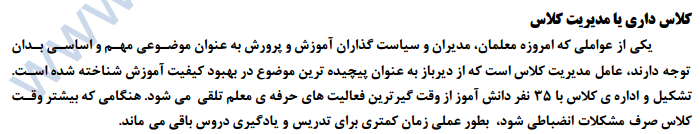 کلاس داری یا مدیریت کلاس
یکی از عواملی که امروزه معلمان، مدیران و سیاست گذاران آموزش و پرورش به عنوان موضوعی مهم و اساسی بدان
توجه دارند، عامل مدیریت کلاس است که از دیرباز به عنوان پیچیده ترین موضوع در بهبود کیفیت آموزش شناخته شده است.
تشکیل و اداره ی کلاس با ۳۵ نفر دانش آموز از وقت گیرترین فعالیت های حرفه ی معلم تلقی می شود. هنگامی که بیشتر وقت
کلاس صرف مشکلات انضباطی شود، بطور عملی زمان کمتری برای تدریس و یادگیری دروس باقی می ماند.